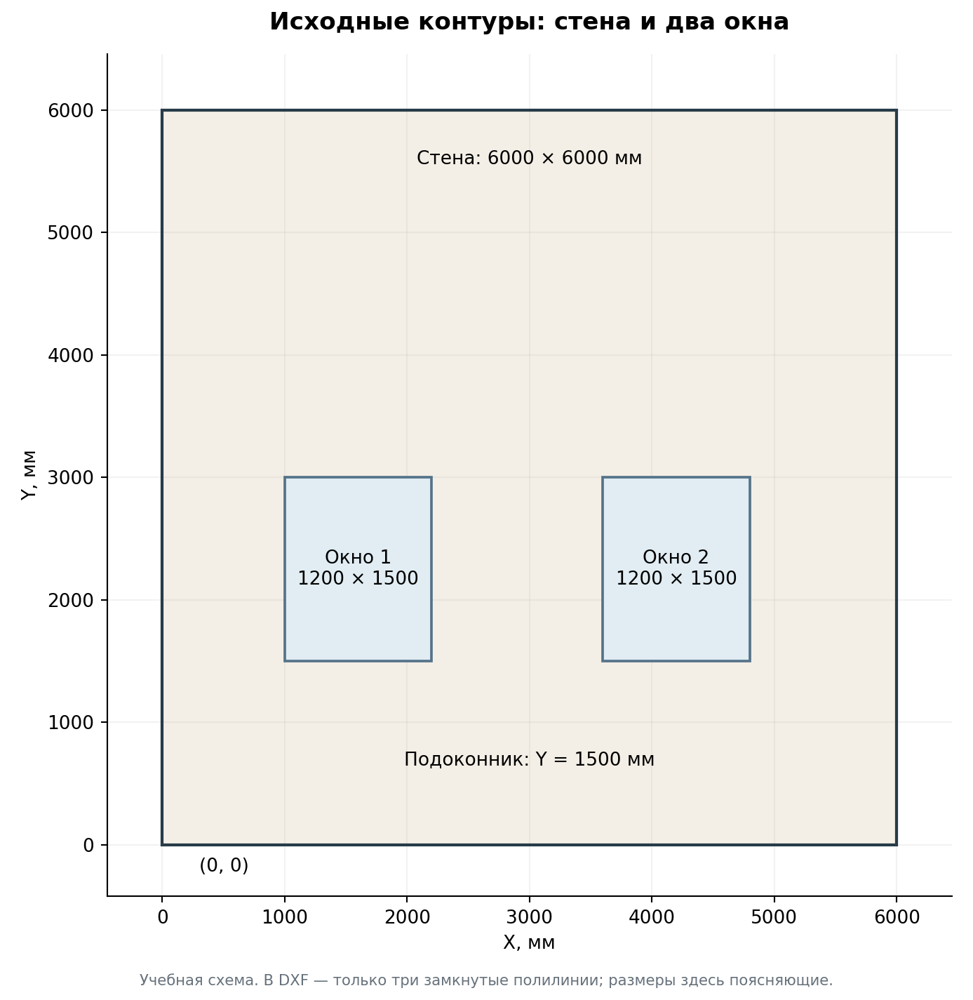 Исходные контуры: стена и два окна
6000
Стена: 6000 × 6000 мм
5000
4000
Y, мм
3000
Окно 1
1200 × 1500
Окно 2
1200 × 1500
2000
1000
Подоконник: Y = 1500 мм
0
(0, 0)
0 1000 2000 3000 4000 5000 6000
X, мм
Учебная схема. В DXF — только три замкнутые полилинии; размеры здесь поясняющие.